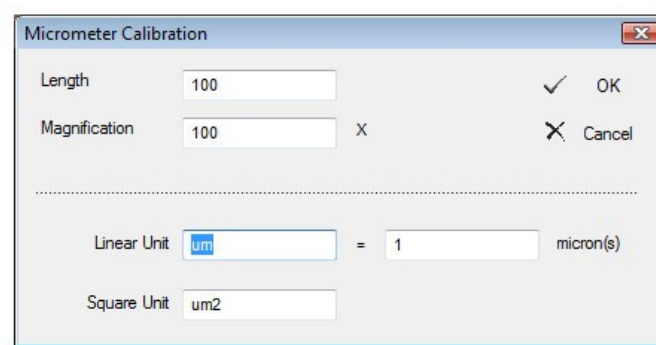 Micrometer Calibration
Length 100 OK
Magnification 100 X Cancel
Linear Unit um = 1 micron(s)
Square Unit um2